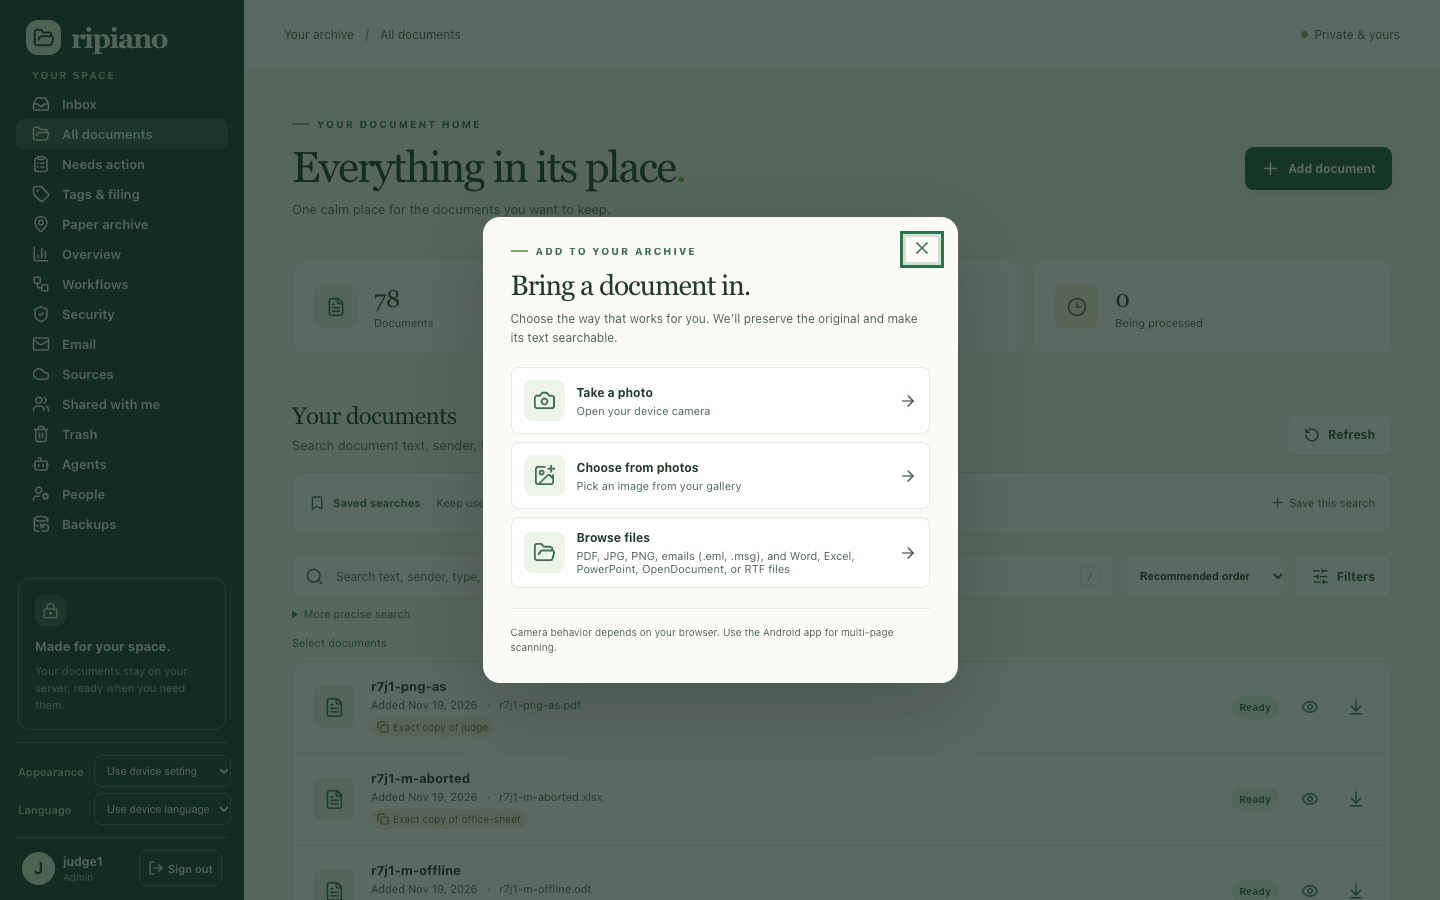 ripiano
YOUR SPACE
Inbox
All documents
Needs action
Tags & filing
Paper archive
Overview
Workflows
Security
Email
Sources
Shared with me
Trash
Agents
People
Backups
Made for your space.
Your documents stay on your
server, ready when you need
them.
Appearance
Use device setting
Language
Use device language
J
judge1
Admin
Sign out
Your archive / All documents
Private & yours
YOUR DOCUMENT HOME
Everything in its place.
One calm place for the documents you want to keep.
Add document
78
Documents
0
Being processed
Your documents
Search document text, sender,
Refresh
Saved searches
Keep
Save this search
Search text, sender, type,
/
Recommended order
Filters
More precise search
Select documents
r7j1-png-as
Added Nov 19, 2026 · r7j1-png-as.pdf
Exact copy of judge
Ready
r7j1-m-aborted
Added Nov 19, 2026 · r7j1-m-aborted.xlsx
Exact copy of office-sheet
Ready
r7j1-m-offline
Added Nov 19, 2026 · r7j1-m-offline.odt
Ready
ADD TO YOUR ARCHIVE
Bring a document in.
Choose the way that works for you. We'll preserve the original and make
its text searchable.
Take a photo
Open your device camera
Choose from photos
Pick an image from your gallery
Browse files
PDF, JPG, PNG, emails (.eml, .msg), and Word, Excel,
PowerPoint, OpenDocument, or RTF files
Camera behavior depends on your browser. Use the Android app for multi-page
scanning.